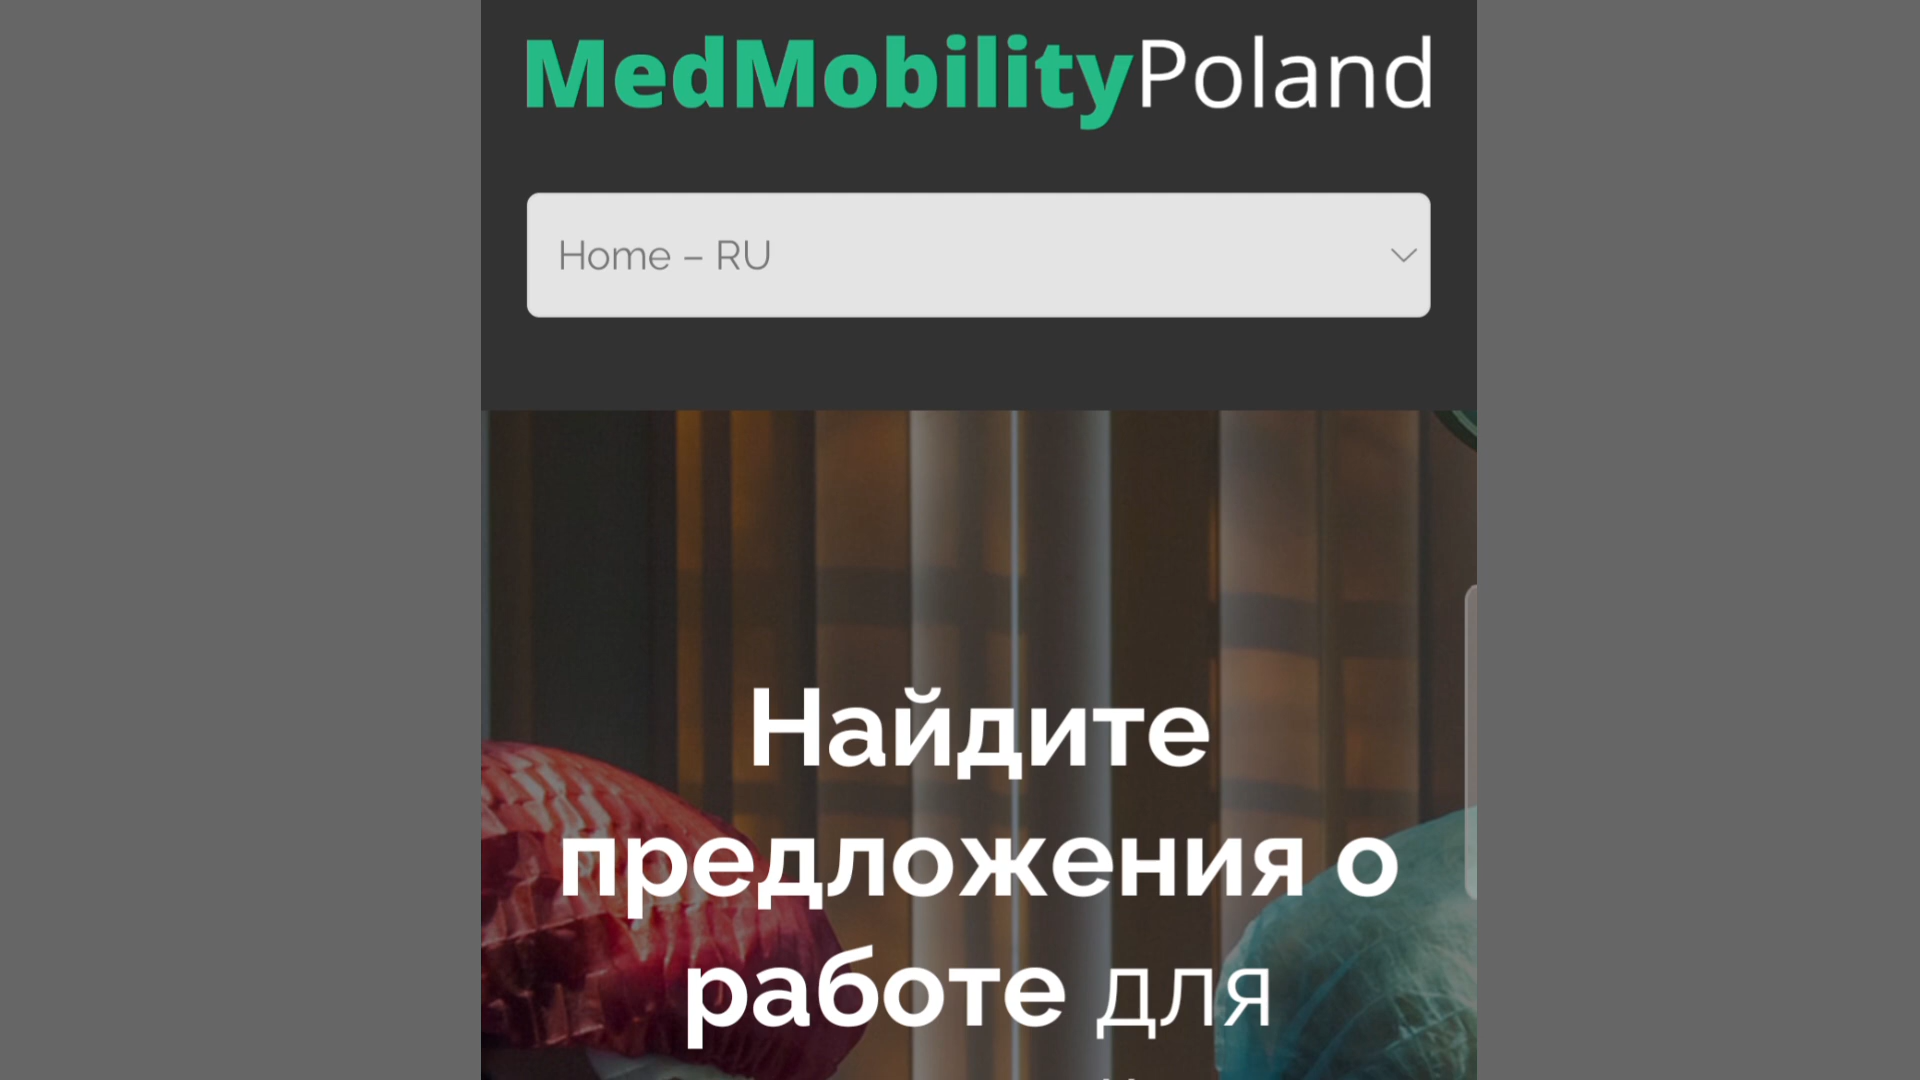 MedMobilityPoland
Home – RU
Найдите
предложения о
работе для